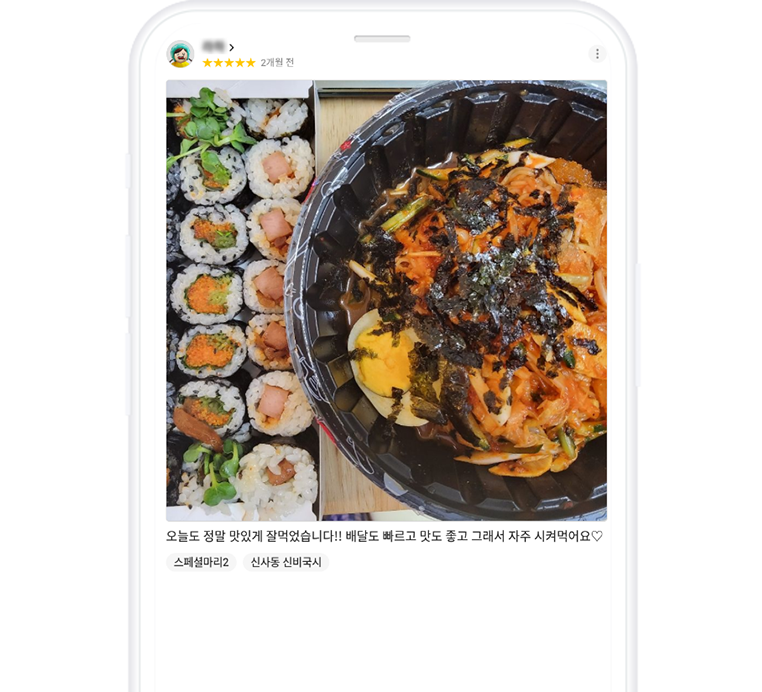 2개월 전
오늘도 정말 맛있게 잘먹었습니다!! 배달도 빠르고 맛도 좋고 그래서 자주 시켜먹어요♡
스페셜마리2 신사동 신비국시